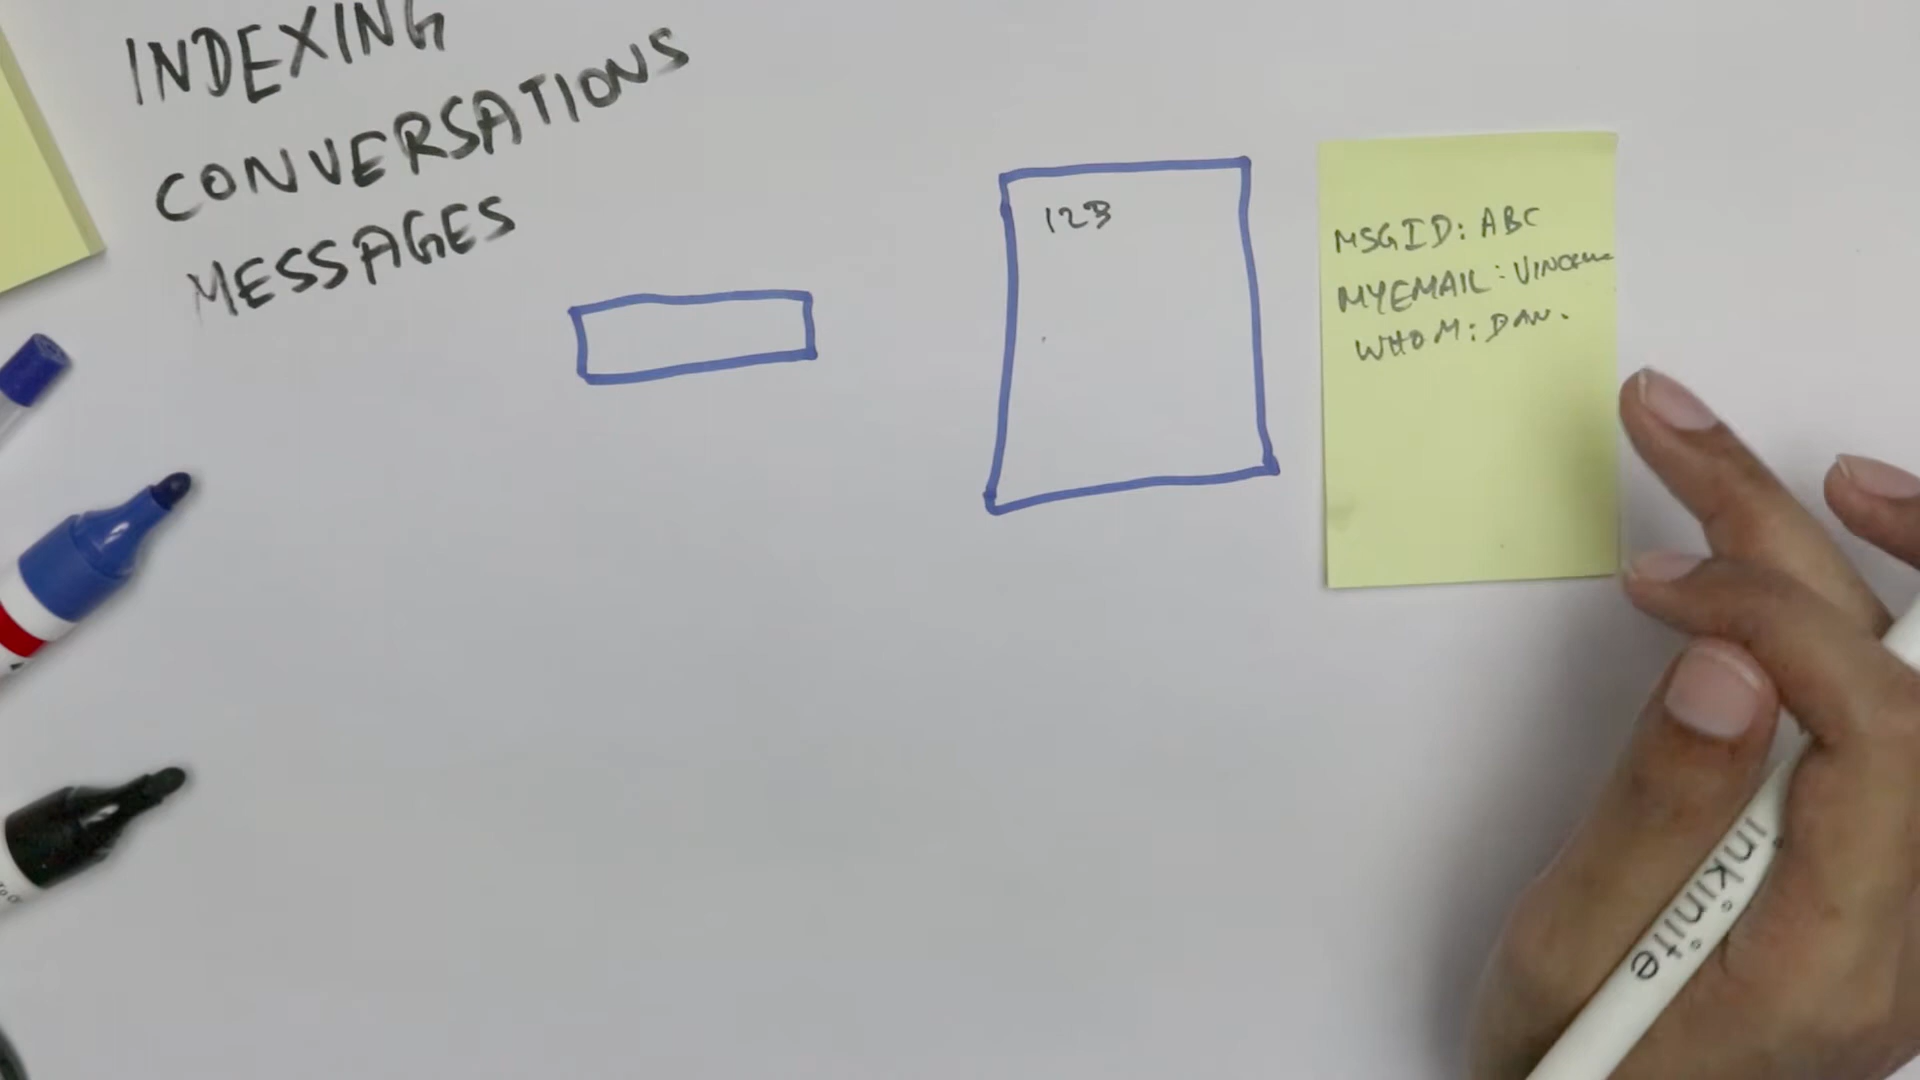 INDEXING
CONVERSATIONS
MESSAGES
123
MSGID: ABC
MYEMAIL:
WHOM: DAN.
inkinite